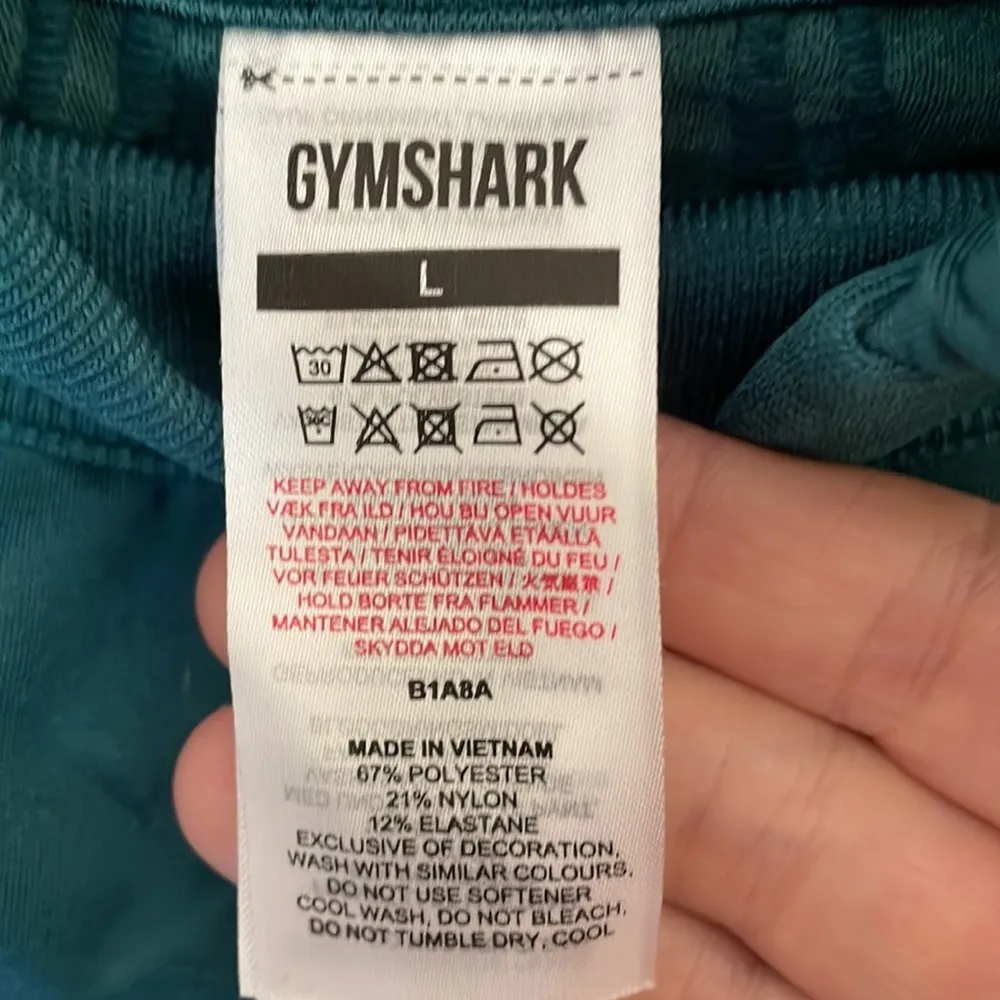 GYMSHARK
L
30
KEEP AWAY FROM FIRE / HOLDES
VÆK FRA ILD / HOU BIJ OPEN VUUR
VANDAAN / PIDETTÄVÄ ETÄÄLLÄ
TULESTA / TENIR ÉLOIGNÉ DU FEU /
VOR FEUER SCHÜTZEN / 火気厳禁 /
HOLD BORTE FRA FLAMMER /
MANTENER ALEJADO DEL FUEGO /
SKYDDA MOT ELD
B1A8A
MADE IN VIETNAM
67% POLYESTER
21% NYLON
12% ELASTANE
EXCLUSIVE OF DECORATION.
WASH WITH SIMILAR COLOURS.
DO NOT USE SOFTENER
COOL WASH, DO NOT BLEACH,
DO NOT TUMBLE DRY, COOL